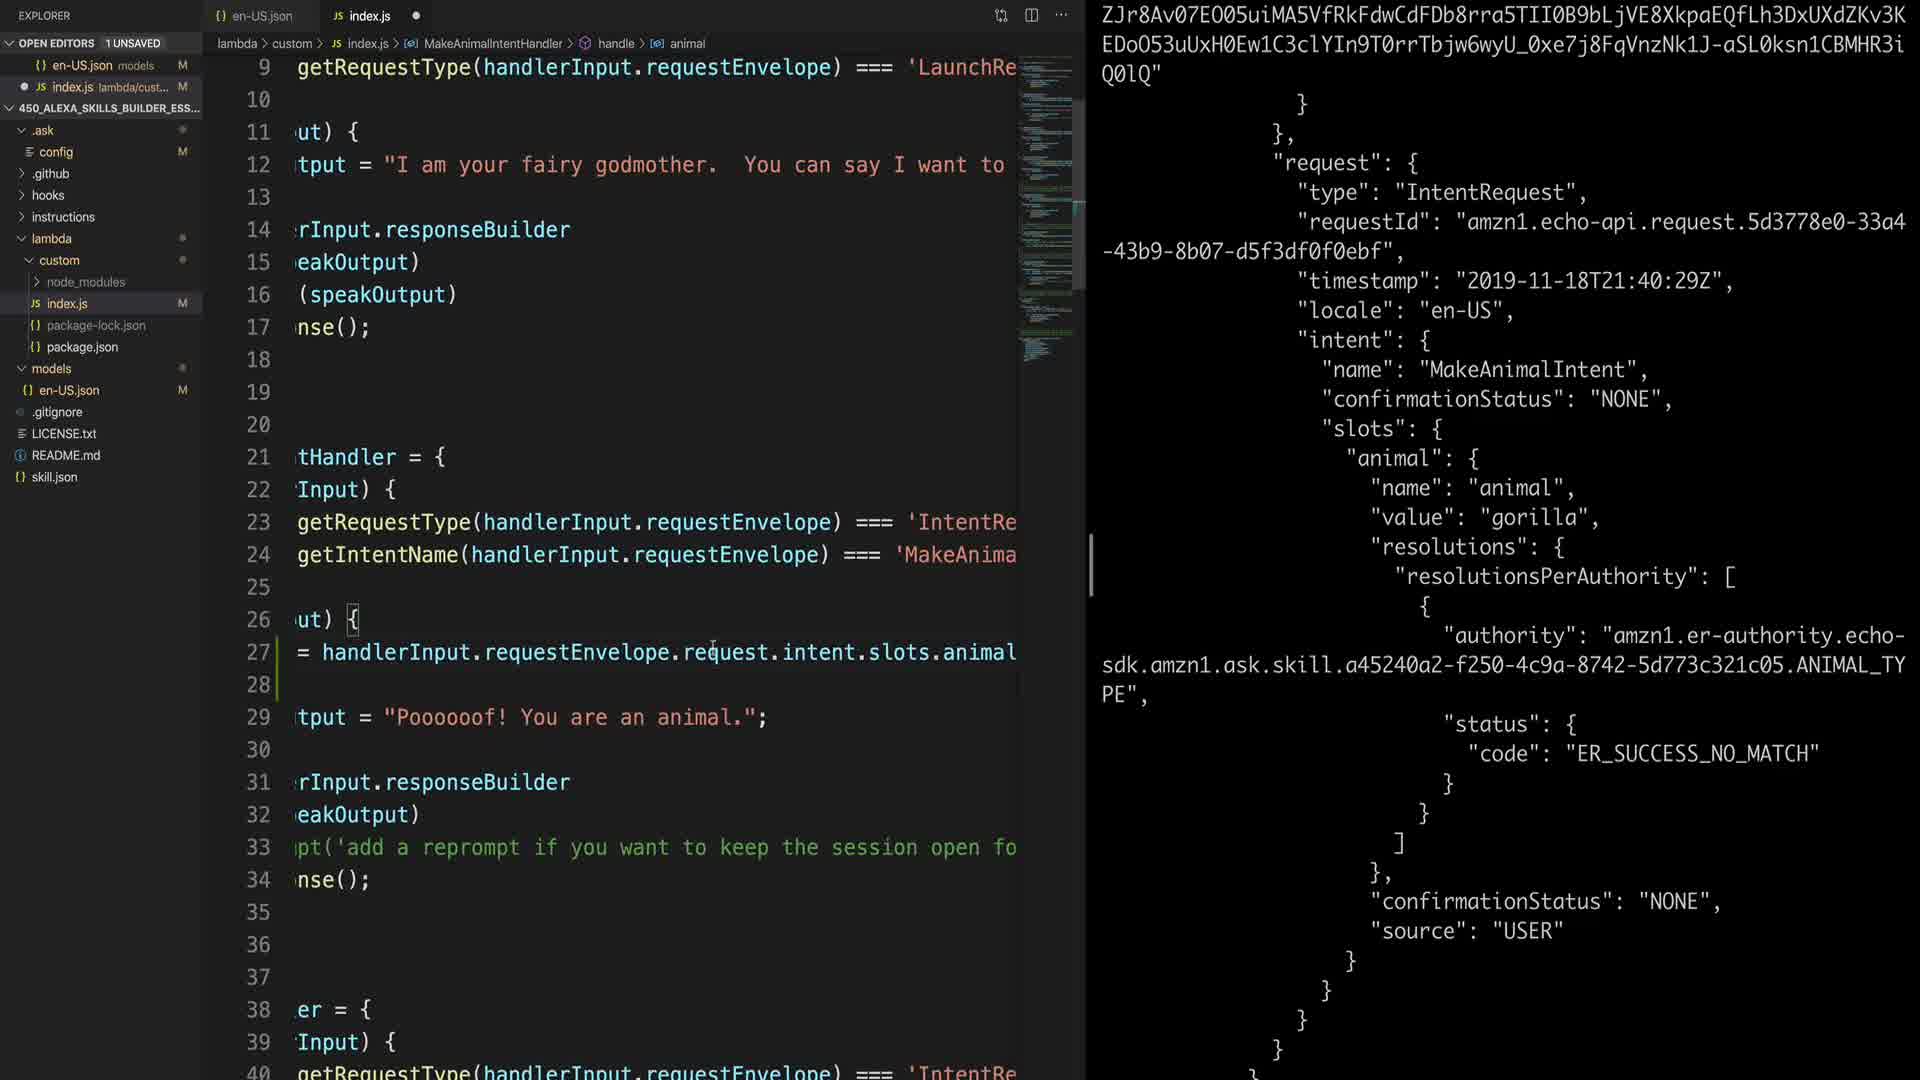 EXPLORER
OPEN EDITORS 1 UNSAVED
{} en-US.json models M
JS index.js lambda/cust... M
450_ALEXA_SKILLS_BUILDER_ESS...
.ask
config M
.github
hooks
instructions
lambda
custom
node_modules
JS index.js M
{} package-lock.json
{} package.json
models
{} en-US.json M
.gitignore
LICENSE.txt
README.md
{} skill.json
{} en-US.json JS index.js
lambda > custom > JS index.js > MakeAnimalIntentHandler > handle > animal
9 getRequestType(handlerInput.requestEnvelope) === 'LaunchRe
10
11 ut) {
12 tput = "I am your fairy godmother.  You can say I want to
13
14 rInput.responseBuilder
15 eakOutput)
16 (speakOutput)
17 nse();
18
19
20
21 tHandler = {
22 rInput) {
23 getRequestType(handlerInput.requestEnvelope) === 'IntentRe
24 getIntentName(handlerInput.requestEnvelope) === 'MakeAnima
25
26 ut) {
27 = handlerInput.requestEnvelope.request.intent.slots.animal
28
29 tput = "Poooooof! You are an animal.";
30
31 rInput.responseBuilder
32 eakOutput)
33 pt('add a reprompt if you want to keep the session open fo
34 nse();
35
36
37
38 er = {
39 Input) {
40 getRequestType(handlerInput.requestEnvelope) === 'IntentRe
ZJr8Av07EO05uiMA5VfRkFdwCdFDb8rra5TII0B9bLjVE8XkpaEQfLh3DxUXdZKv3K
EDoO53uUxH0Ew1C3clYIn9T0rrTbjw6wyU_0xe7j8FqVnzNk1J-aSL0ksn1CBMHR3i
Q0lQ"
}
},
"request": {
"type": "IntentRequest",
"requestId": "amzn1.echo-api.request.5d3778e0-33a4
-43b9-8b07-d5f3df0f0ebf",
"timestamp": "2019-11-18T21:40:29Z",
"locale": "en-US",
"intent": {
"name": "MakeAnimalIntent",
"confirmationStatus": "NONE",
"slots": {
"animal": {
"name": "animal",
"value": "gorilla",
"resolutions": {
"resolutionsPerAuthority": [
{
"authority": "amzn1.er-authority.echo-
sdk.amzn1.ask.skill.a45240a2-f250-4c9a-8742-5d773c321c05.ANIMAL_TY
PE",
"status": {
"code": "ER_SUCCESS_NO_MATCH"
}
}
]
},
"confirmationStatus": "NONE",
"source": "USER"
}
}
}
}
}